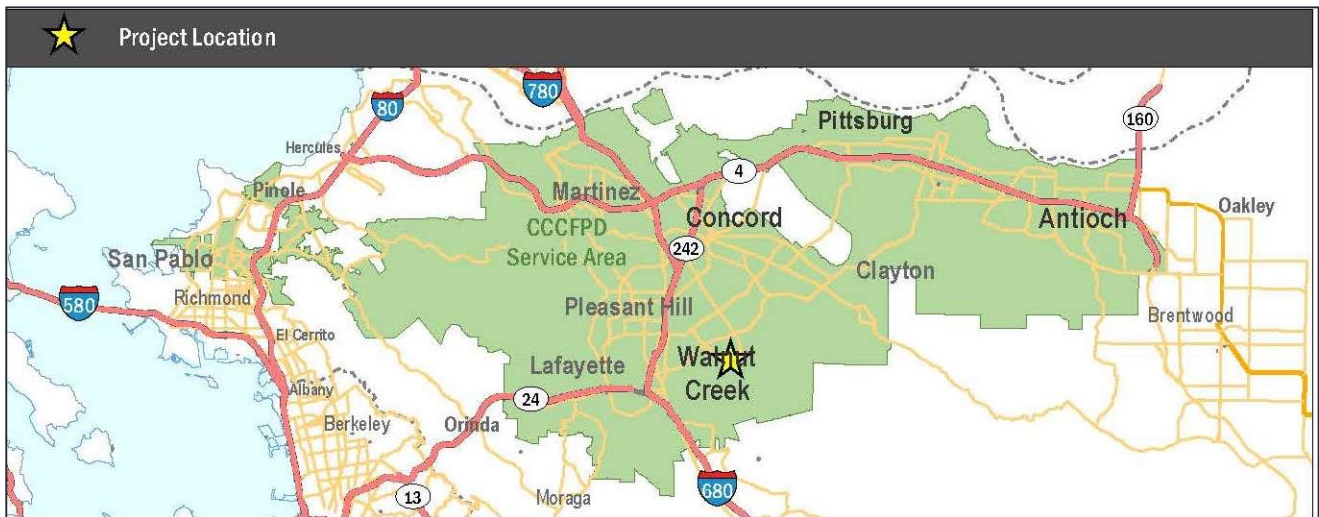 Project Location
780
80
160
Pittsburg
Hercules
4
Martinez
Pinole
Oakley
Concord
Antioch
CCCFPD
Service Area
242
San Pablo
Clayton
Richmond
580
Pleasant Hill
Brentwood
El Cerrito
Walnut
Creek
Lafayette
Albany
24
Berkeley
Orinda
680
13
Moraga